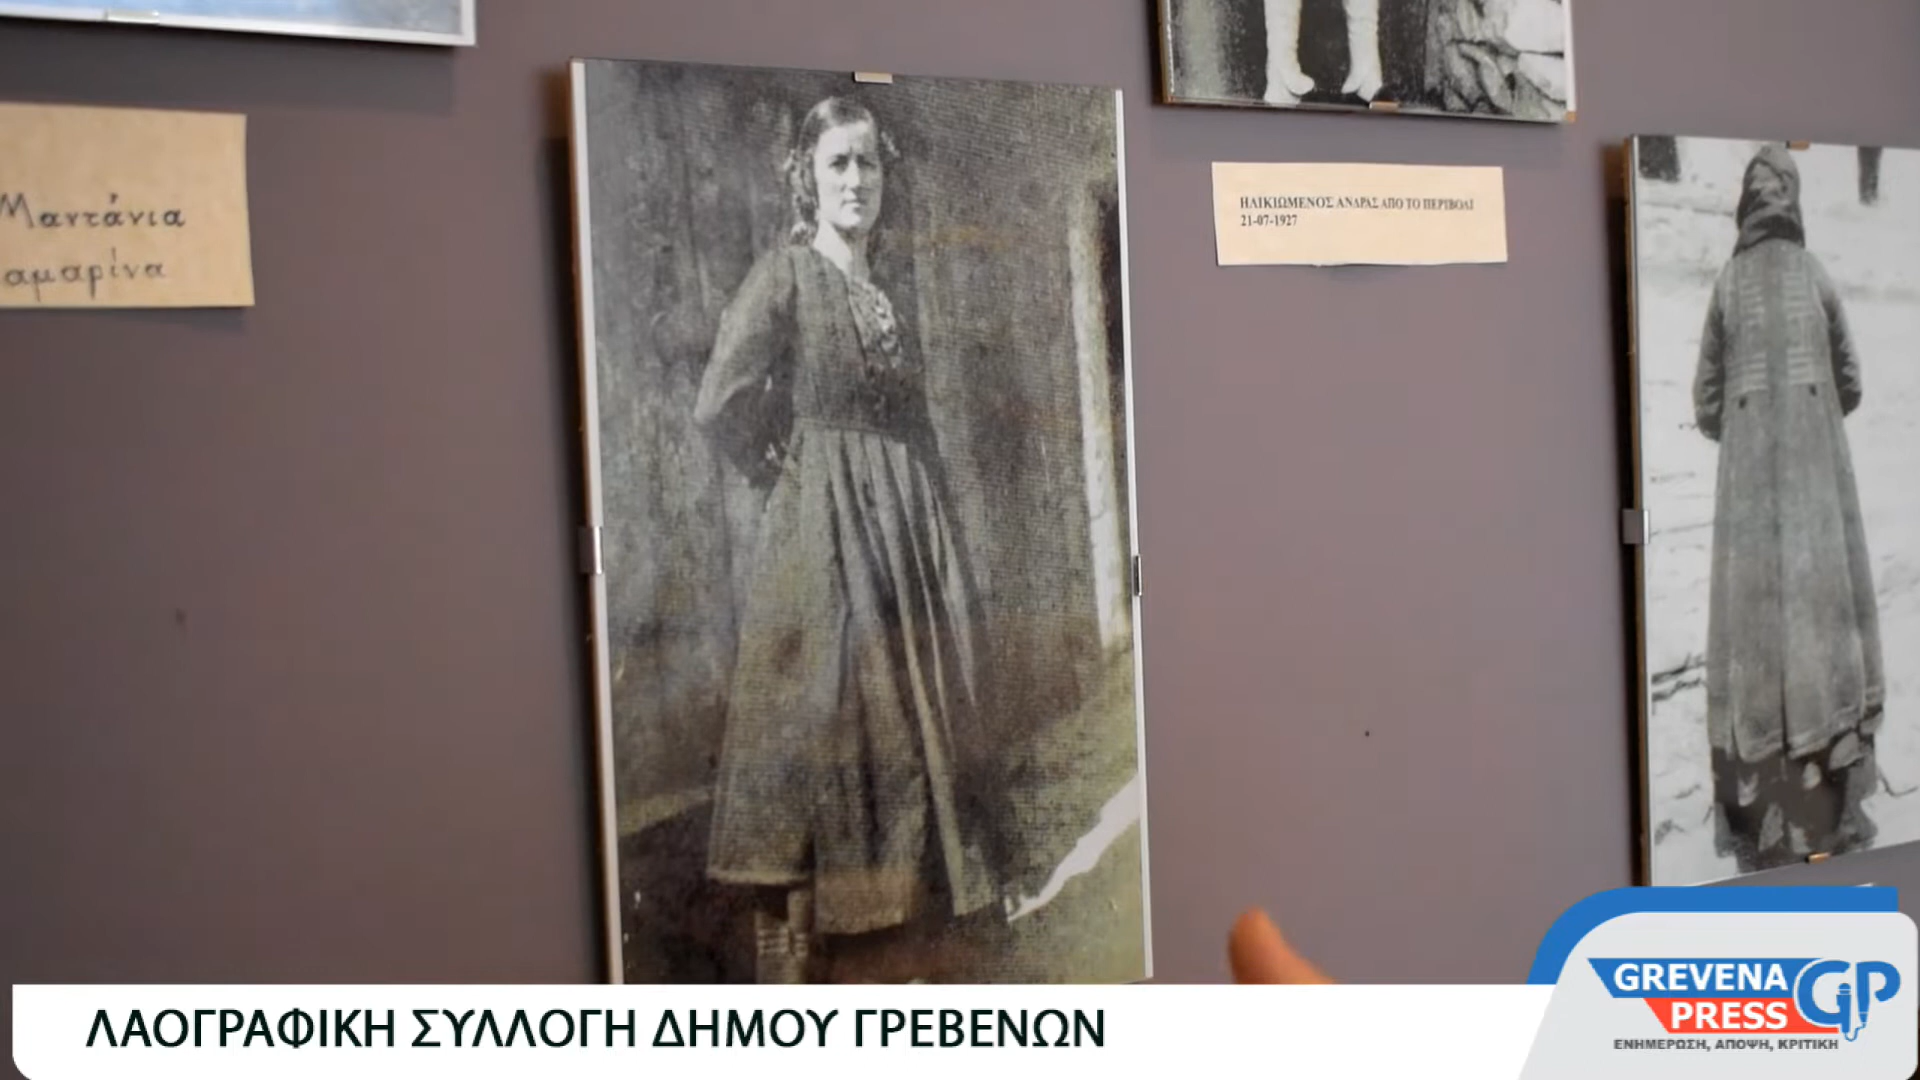 Μαντάνια
αμαρίνα
ΗΛΙΚΙΩΜΕΝΟΣ ΑΝΔΡΑΣ ΑΠΟ ΤΟ ΠΕΡΙΒΟΛΙ
21-07-1927
ΛΑΟΓΡΑΦΙΚΗ ΣΥΛΛΟΓΗ ΔΗΜΟΥ ΓΡΕΒΕΝΩΝ
GREVENA
PRESS
GP
ΕΝΗΜΕΡΩΣΗ, ΑΠΟΨΗ, ΚΡΙΤΙΚΗ